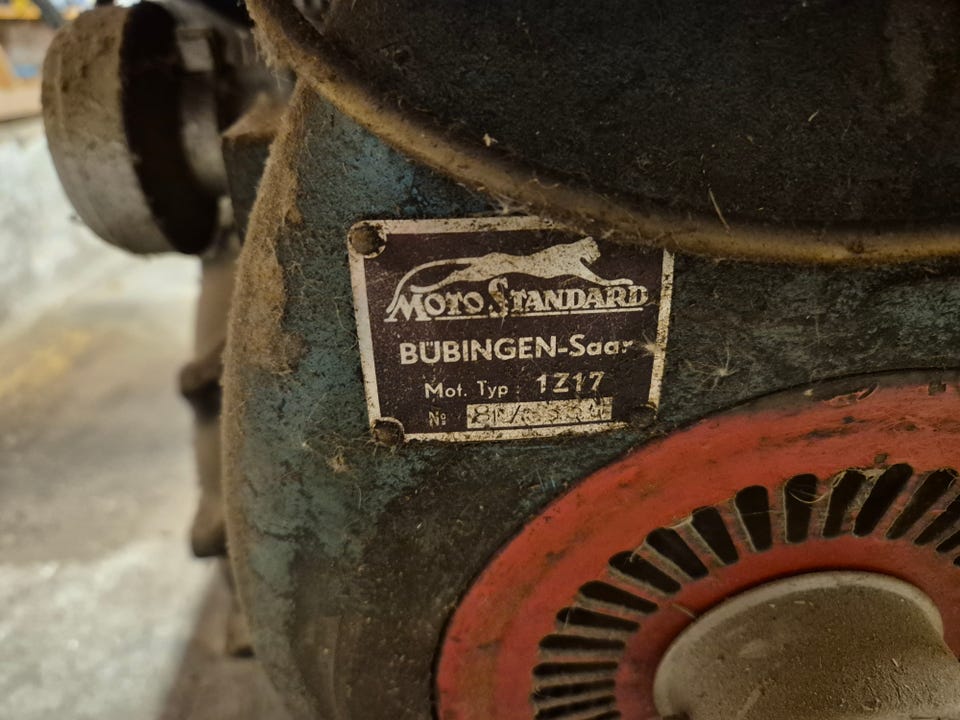 MOTO STANDARD
BÜBINGEN-Saar
Mot. Typ : 1Z17
№